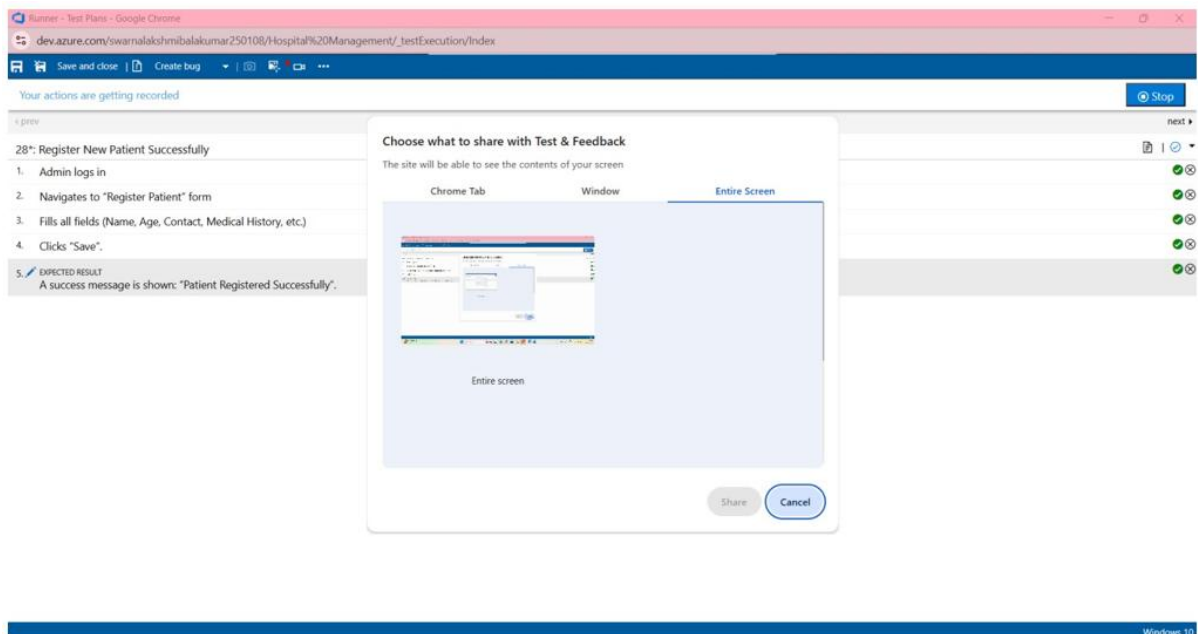 Runner - Test Plans - Google Chrome
dev.azure.com/swarnalakshmibalakumar250108/Hospital%20Management/_testExecution/Index
Save and close | Create bug
Your actions are getting recorded
Stop
prev
next
28*: Register New Patient Successfully
1. Admin logs in
2. Navigates to "Register Patient" form
3. Fills all fields (Name, Age, Contact, Medical History, etc.)
4. Clicks "Save".
5. EXPECTED RESULT
A success message is shown: "Patient Registered Successfully".
Choose what to share with Test & Feedback
The site will be able to see the contents of your screen
Chrome Tab Window Entire Screen
Entire screen
Share Cancel
Windows 10